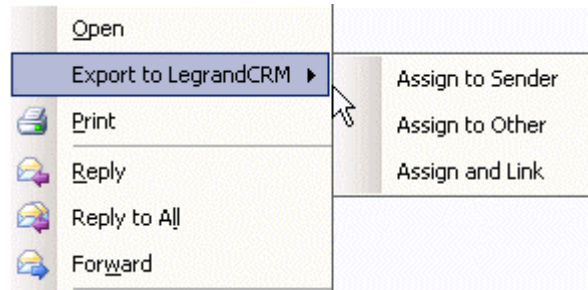 Open
Export to LegrandCRM
Print
Reply
Reply to All
Forward
Assign to Sender
Assign to Other
Assign and Link